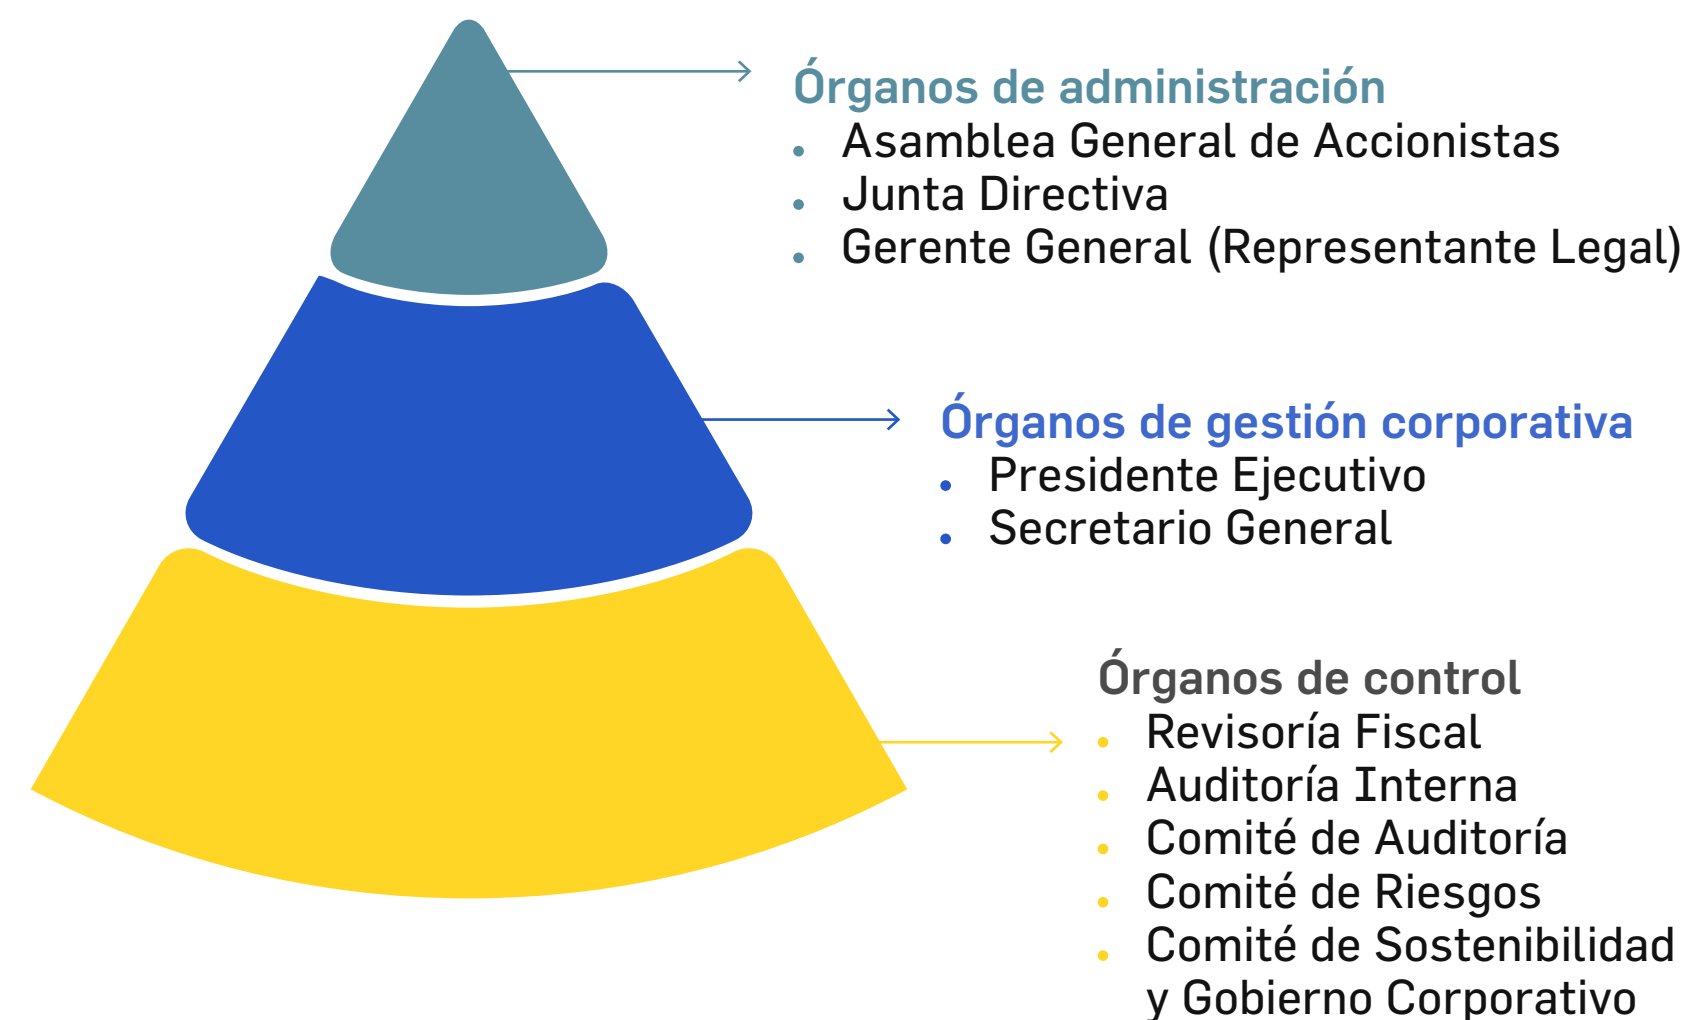 Órganos de administración
Asamblea General de Accionistas
Junta Directiva
Gerente General (Representante Legal)
Órganos de gestión corporativa
Presidente Ejecutivo
Secretario General
Órganos de control
Revisoría Fiscal
Auditoría Interna
Comité de Auditoría
Comité de Riesgos
Comité de Sostenibilidad
y Gobierno Corporativo